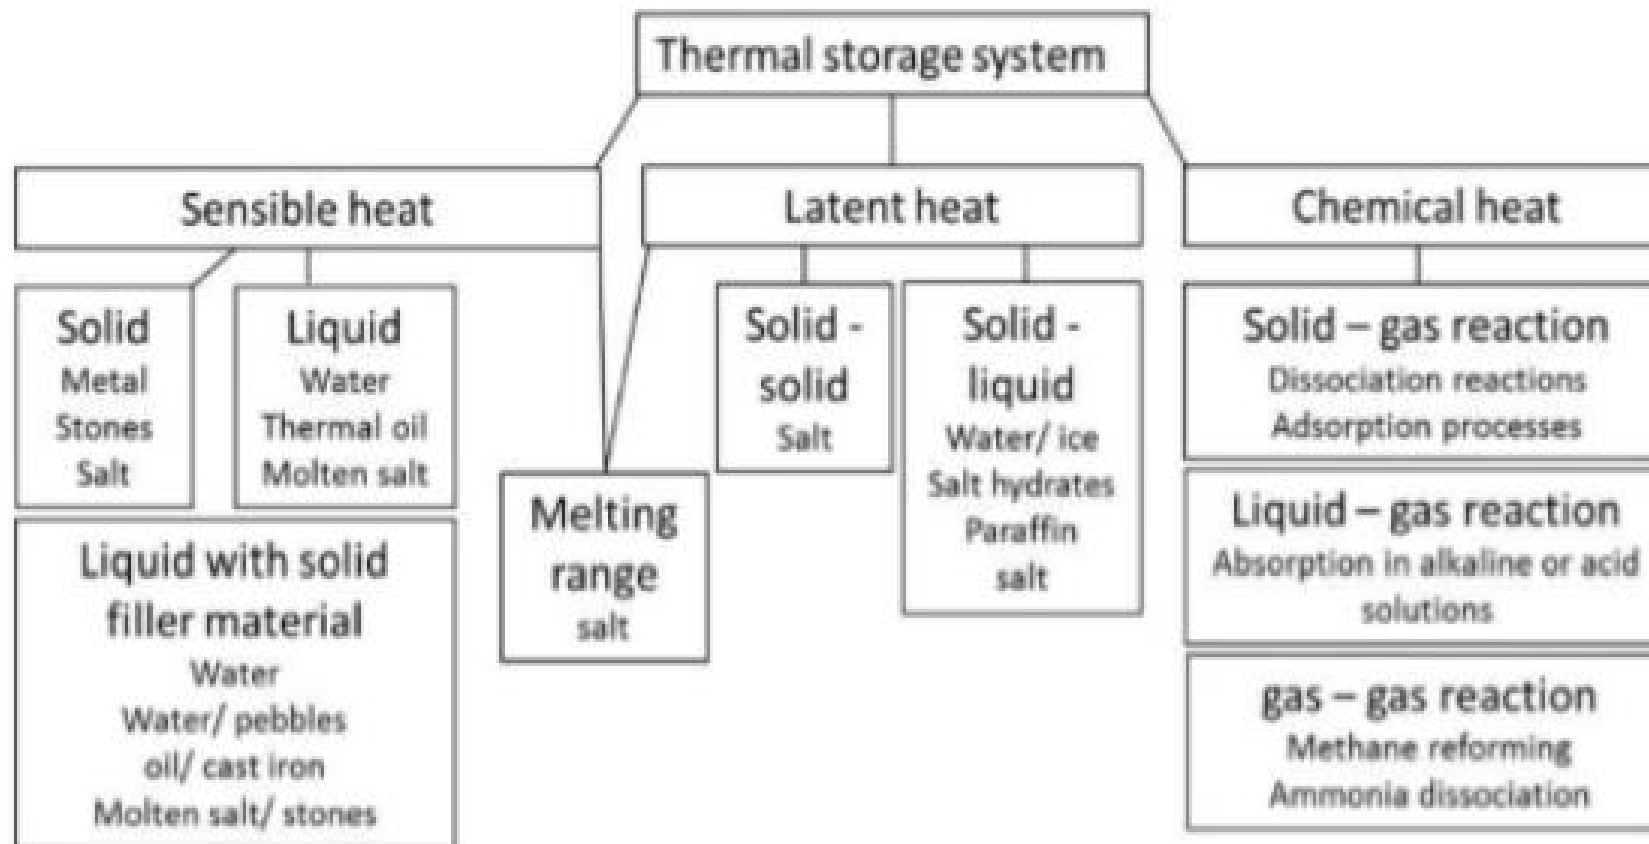 Thermal storage system
Sensible heat
Latent heat
Chemical heat
Solid
Metal
Stones
Salt
Liquid
Water
Thermal oil
Molten salt
Liquid with solid
filler material
Water
Water/ pebbles
oil/ cast iron
Molten salt/ stones
Melting
range
salt
Solid -
solid
Salt
Solid -
liquid
Water/ ice
Salt hydrates
Paraffin
salt
Solid – gas reaction
Dissociation reactions
Adsorption processes
Liquid – gas reaction
Absorption in alkaline or acid
solutions
gas – gas reaction
Methane reforming
Ammonia dissociation